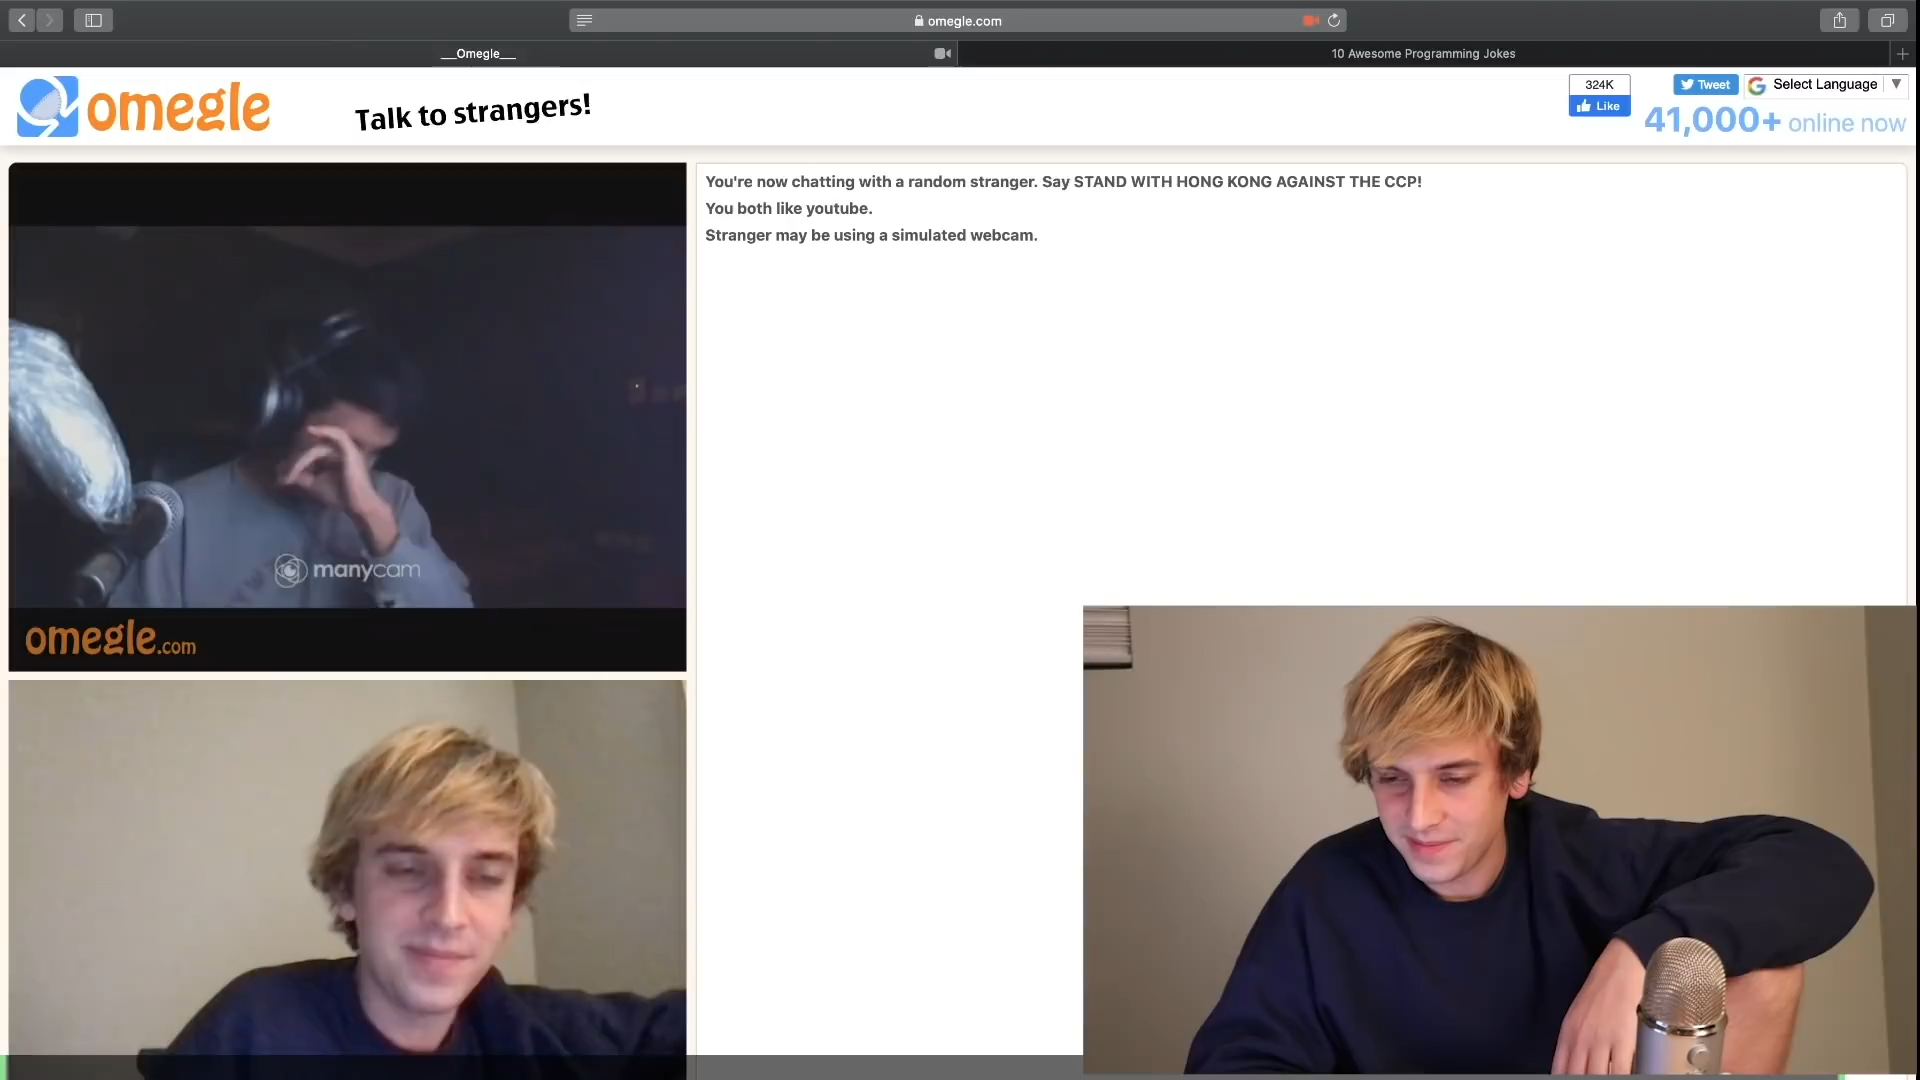 omegle.com
__Omegle__
10 Awesome Programming Jokes
omegle
Talk to strangers!
324K
Like
Tweet
Select Language
41,000+ online now
You're now chatting with a random stranger. Say STAND WITH HONG KONG AGAINST THE CCP!
You both like youtube.
Stranger may be using a simulated webcam.
manycam
omegle.com